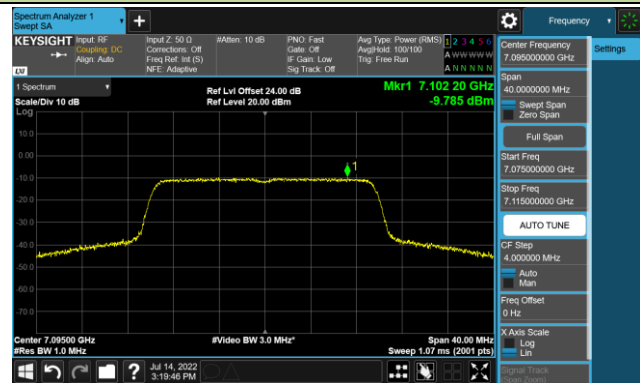 Spectrum Analyzer 1
Swept SA
Frequency
KEYSIGHT
Input: RF
Coupling: DC
Align: Auto
Input Z: 50 Ω
Corrections: Off
Freq Ref: Int (S)
NFE: Adaptive
#Atten: 10 dB
PNO: Fast
Gate: Off
IF Gain: Low
Sig Track: Off
Avg Type: Power (RMS)
Avg|Hold: 100/100
Trig: Free Run
1 2 3 4 5 6
A W W W W W
A N N N N N
LXI
1 Spectrum
Scale/Div 10 dB
Log
Ref Lvl Offset 24.00 dB
Ref Level 20.00 dBm
Mkr1 7.102 20 GHz
-9.785 dBm
10.0
0.00
-10.0
-20.0
-30.0
-40.0
-50.0
-60.0
-70.0
1
Center 7.09500 GHz
#Res BW 1.0 MHz
#Video BW 3.0 MHz*
Span 40.00 MHz
Sweep 1.07 ms (2001 pts)
Jul 14, 2022
3:19:46 PM
Center Frequency
7.095000000 GHz
Span
40.0000000 MHz
Swept Span
Zero Span
Full Span
Start Freq
7.075000000 GHz
Stop Freq
7.115000000 GHz
AUTO TUNE
CF Step
4.000000 MHz
Auto
Man
Freq Offset
0 Hz
X Axis Scale
Log
Lin
Signal Track
(Span Zoom)
Settings